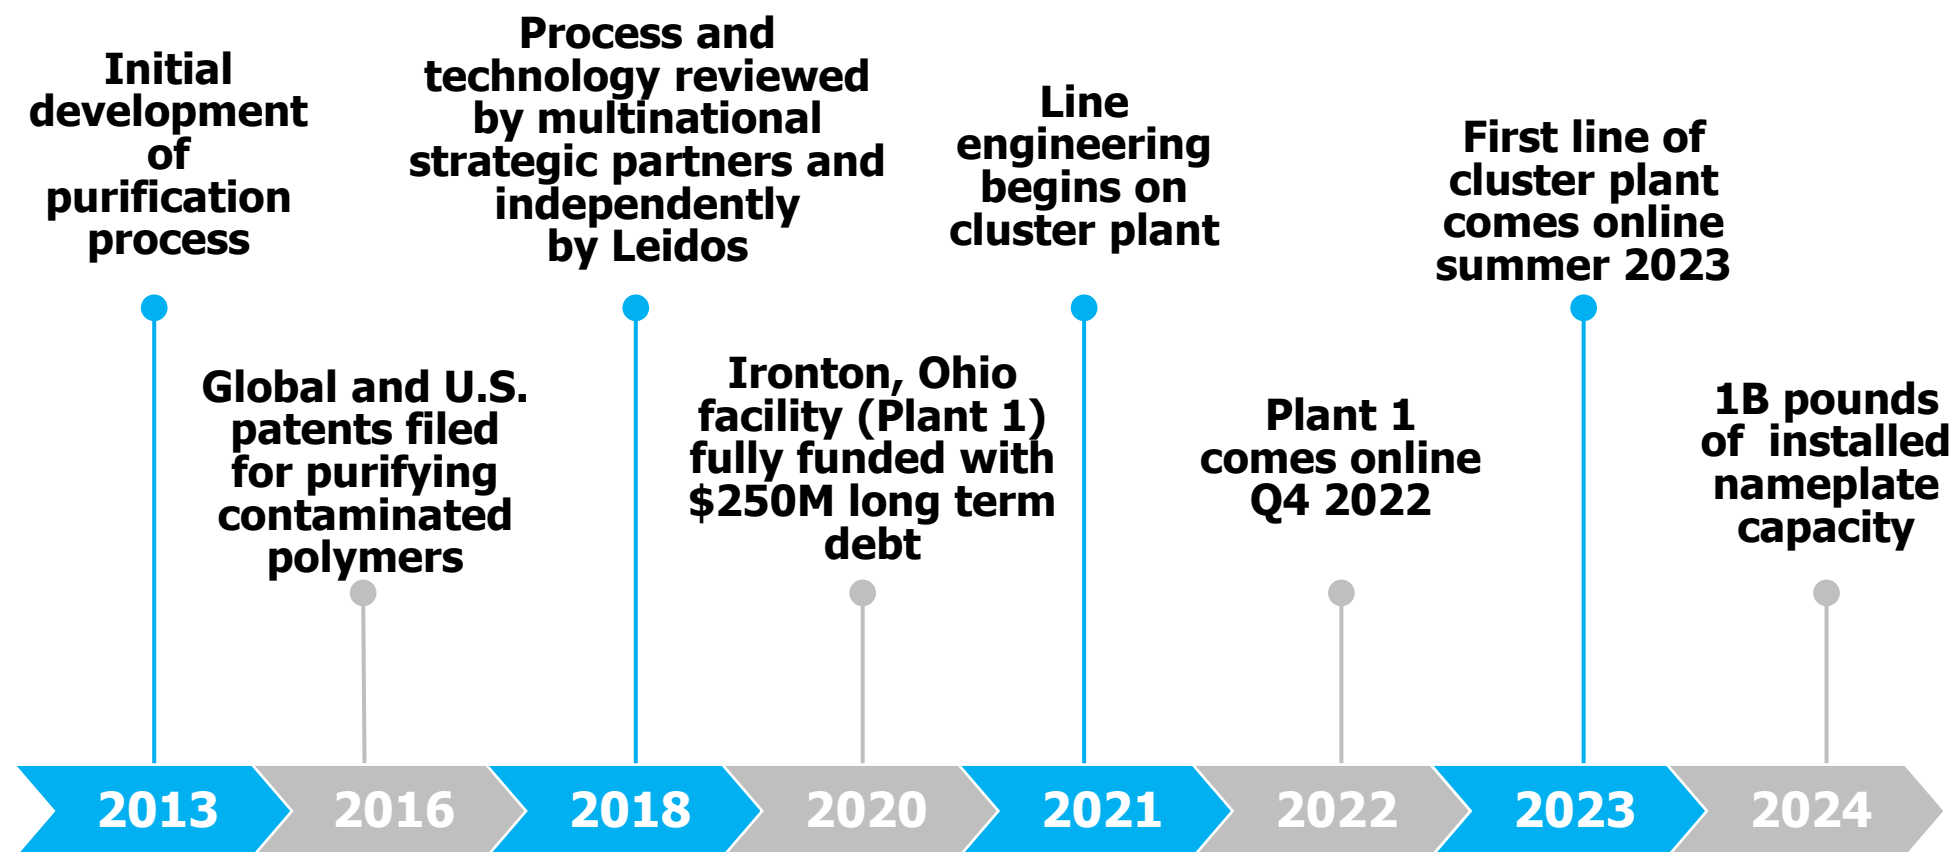 Initial
development
of
purification
process
Global and U.S.
patents filed
for purifying
contaminated
polymers
Process and
technology reviewed
by multinational
strategic partners and
independently
by Leidos
Ironton, Ohio
facility (Plant 1)
fully funded with
$250M long term
debt
Line
engineering
begins on
cluster plant
Plant 1
comes online
Q4 2022
First line of
cluster plant
comes online
summer 2023
1B pounds
of  installed
nameplate
capacity
2013
2016
2018
2020
2021
2022
2023
2024